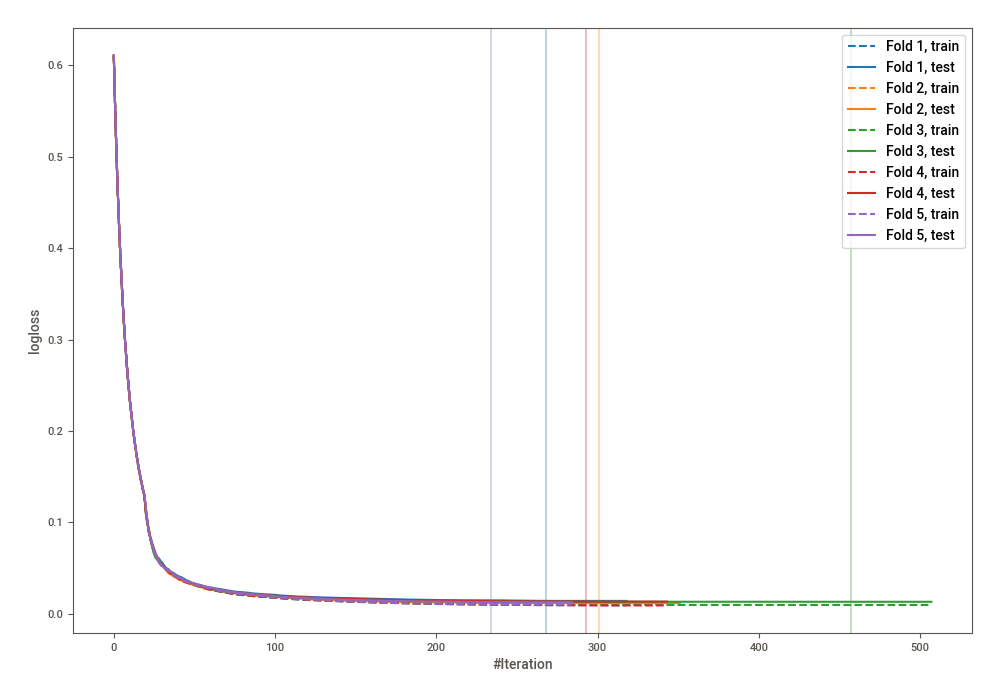 0.6
0.5
0.4
0.3
0.2
0.1
0.0
logloss
0
100
200
300
400
500
#Iteration
Fold 1, train
Fold 1, test
Fold 2, train
Fold 2, test
Fold 3, train
Fold 3, test
Fold 4, train
Fold 4, test
Fold 5, train
Fold 5, test